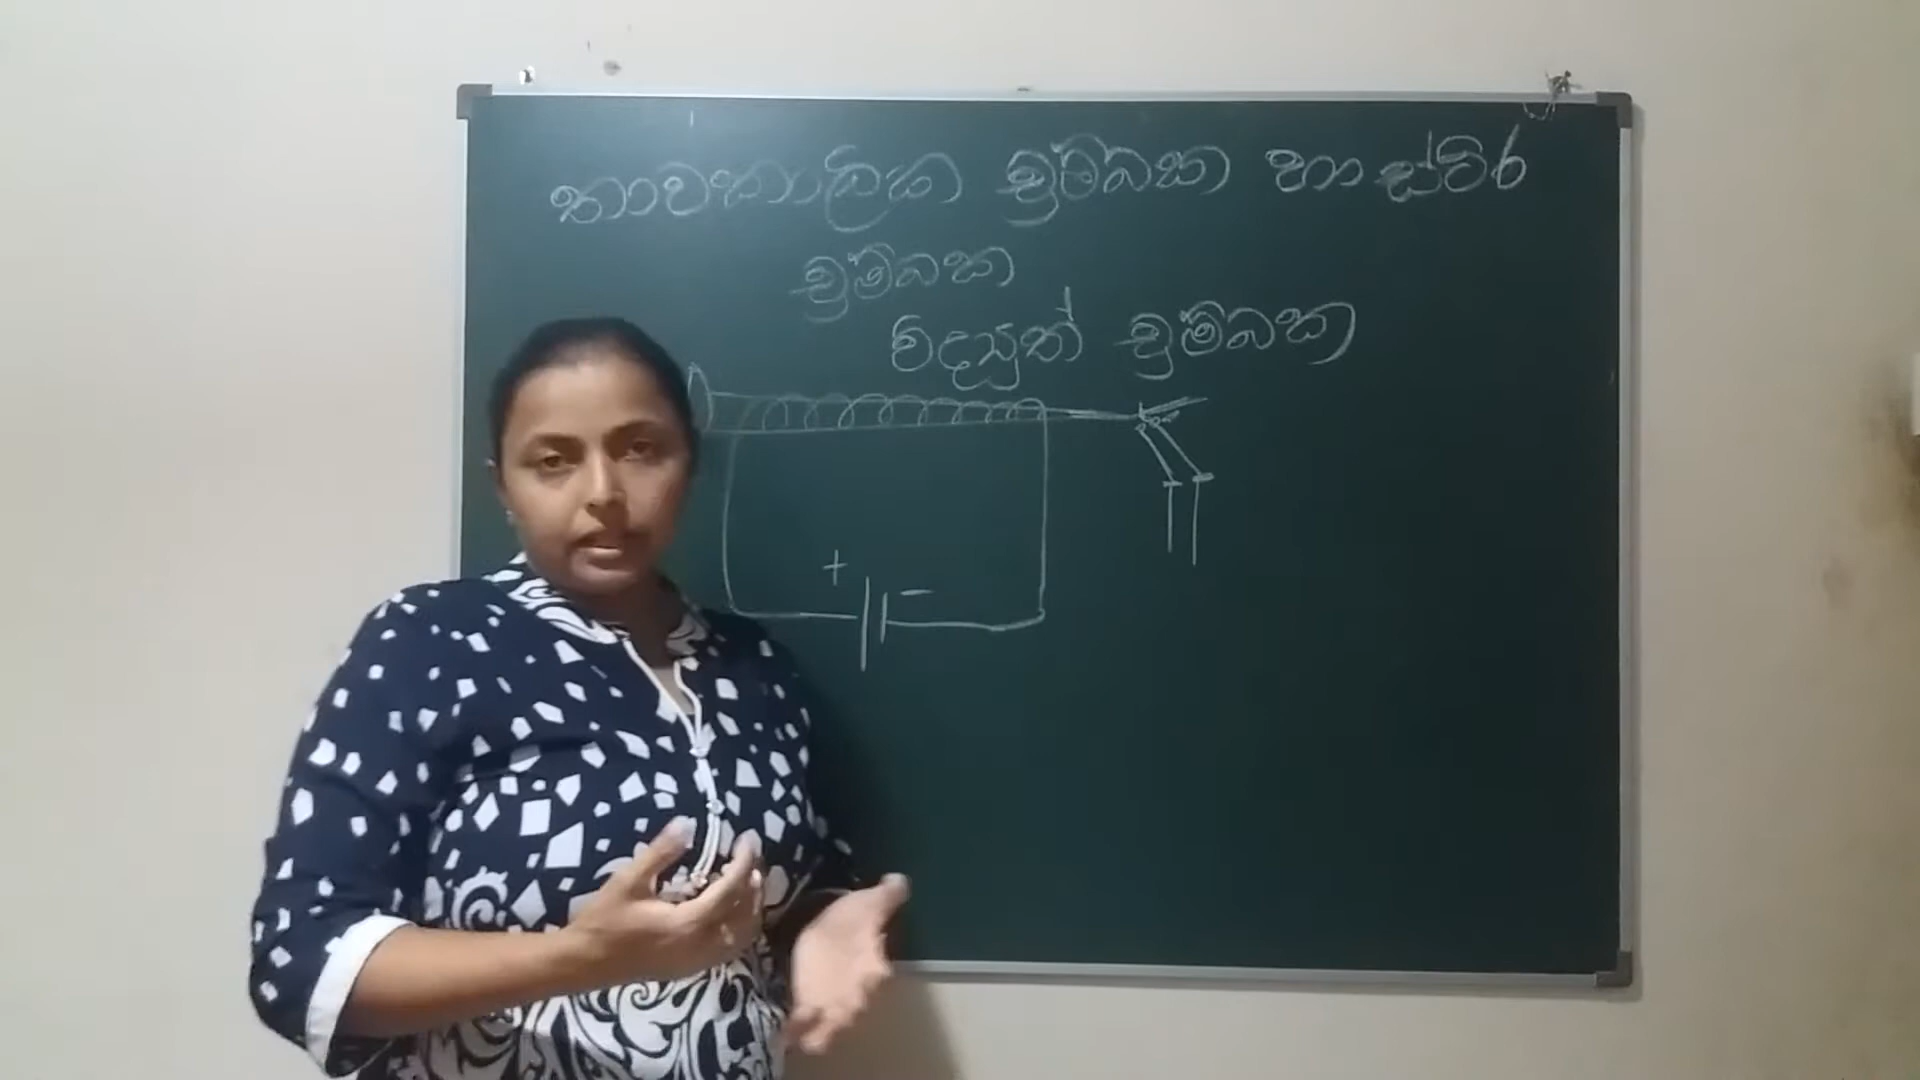 තාවකාලික චුම්බක හා ස්ථිර
චුම්බක
විද්‍යුත් චුම්බක
+ −